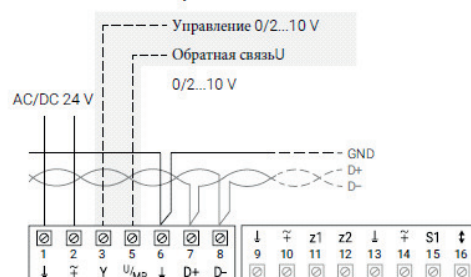 Управление 0/2...10 V
Обратная связьU
0/2...10 V
AC/DC 24 V
GND
D+
D-
1 2 3 5 6 7 8
Y U/MP D+ D-
z1 z2 S1
9 10 11 12 13 14 15 16